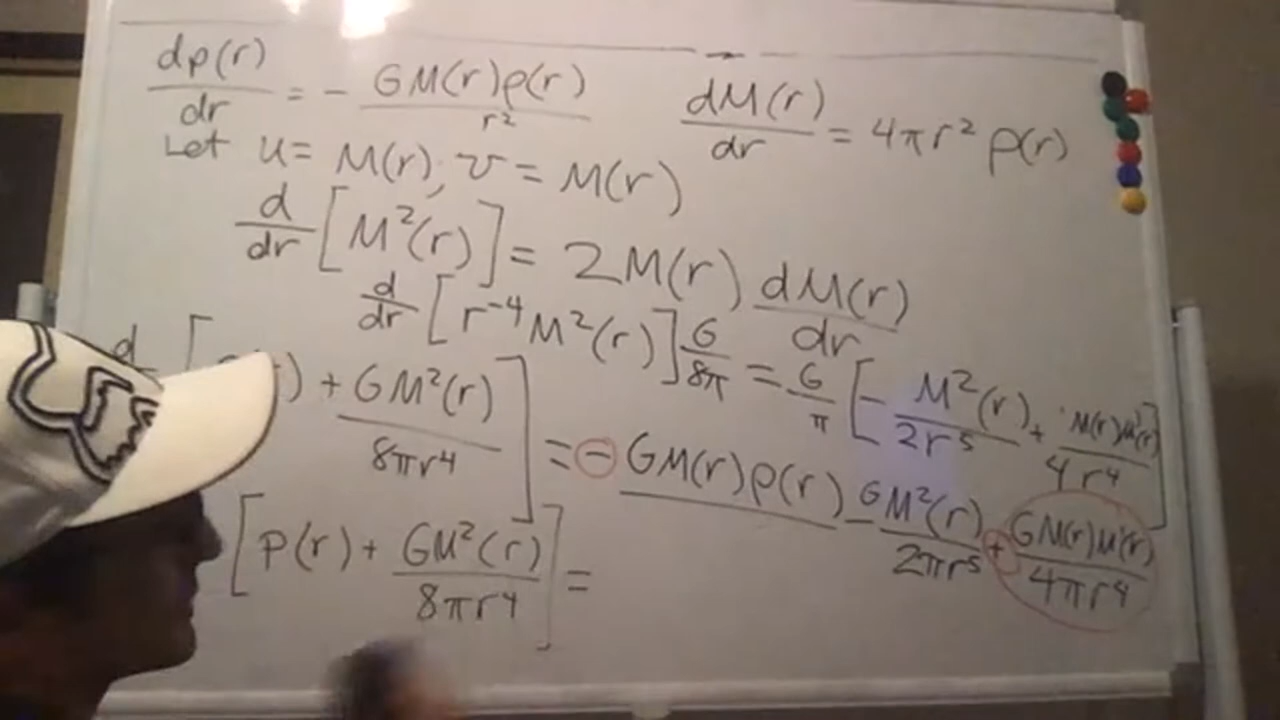 dp(r)/dr = - GM(r)ρ(r)/r² dM(r)/dr = 4πr² ρ(r)
Let u = M(r); v = M(r)
d/dr [M²(r)] = 2M(r) dM(r)/dr
d/dr [r⁻⁴M²(r)] G/8π = G/π [- M²(r)/2r⁵ + M(r)M'(r)/4r⁴]
d [ ) + GM²(r)/8πr⁴ ] = - GM(r)ρ(r) - GM²(r)/2πr⁵ + GM(r)M'(r)/4πr⁴
[p(r) + GM²(r)/8πr⁴] =